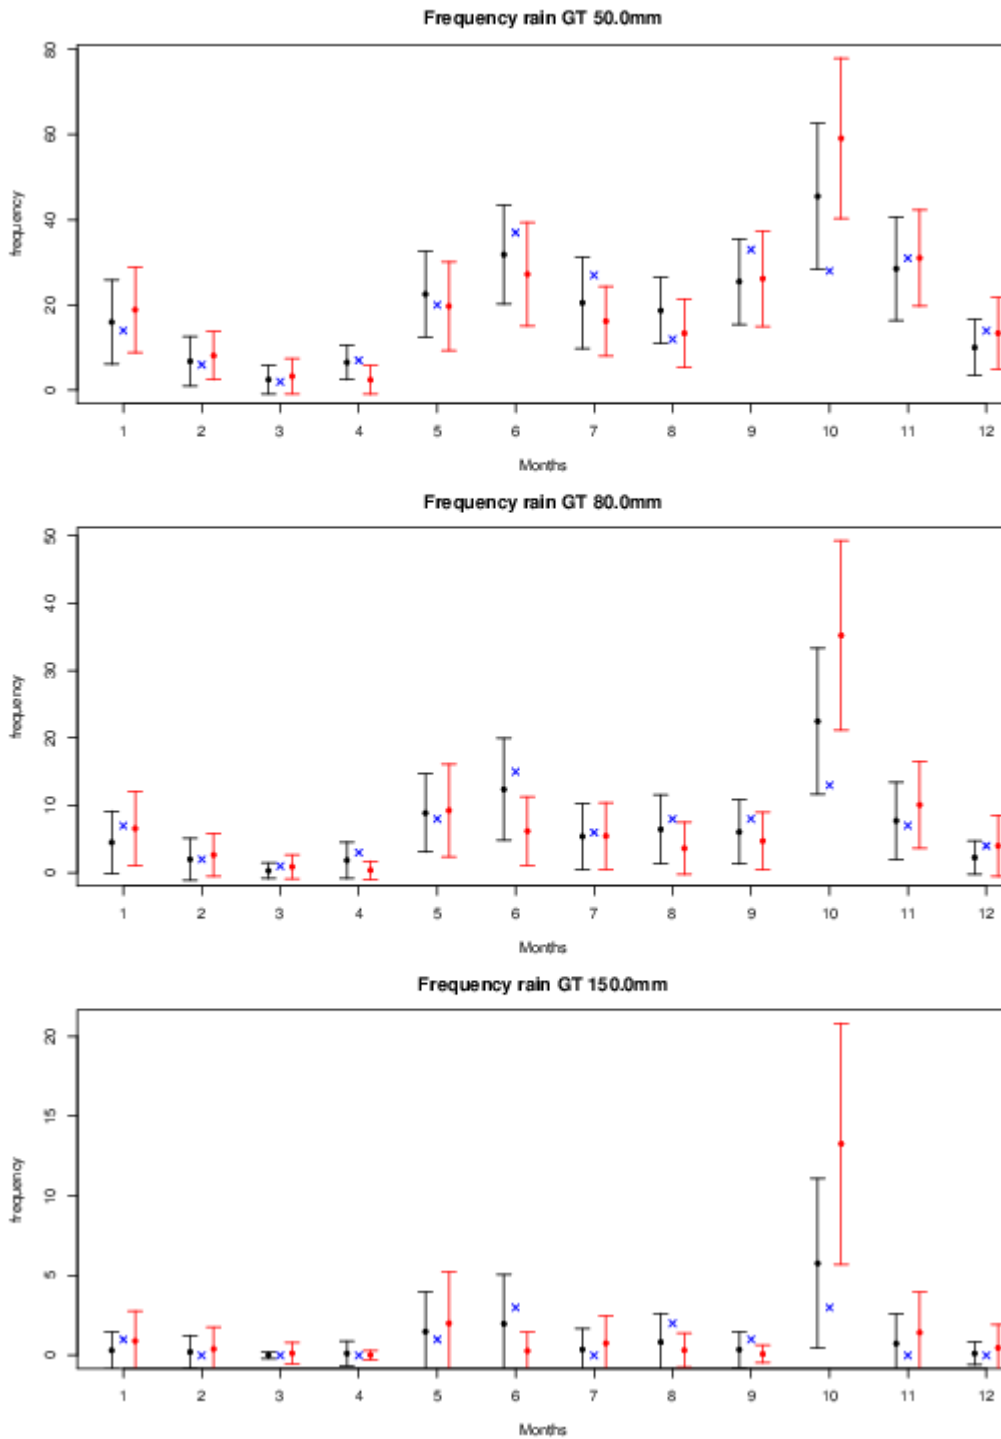 Frequency rain GT 50.0mm
80
60
40
20
0
frequency
1 2 3 4 5 6 7 8 9 10 11 12
Months
Frequency rain GT 80.0mm
50
40
30
20
10
0
frequency
1 2 3 4 5 6 7 8 9 10 11 12
Months
Frequency rain GT 150.0mm
20
15
10
5
0
frequency
1 2 3 4 5 6 7 8 9 10 11 12
Months